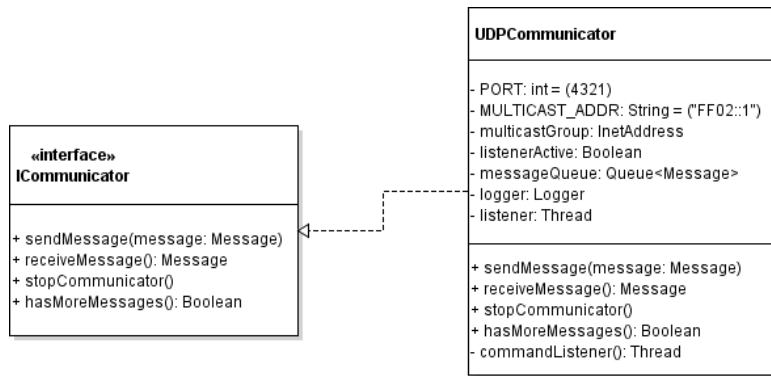 «interface»
ICommunicator
+ sendMessage(message: Message)
+ receiveMessage(): Message
+ stopCommunicator()
+ hasMoreMessages(): Boolean
UDPCommunicator
- PORT: int = (4321)
- MULTICAST_ADDR: String = ("FF02::1")
- multicastGroup: InetAddress
- listenerActive: Boolean
- messageQueue: Queue<Message>
- logger: Logger
- listener: Thread
+ sendMessage(message: Message)
+ receiveMessage(): Message
+ stopCommunicator()
+ hasMoreMessages(): Boolean
- commandListener(): Thread